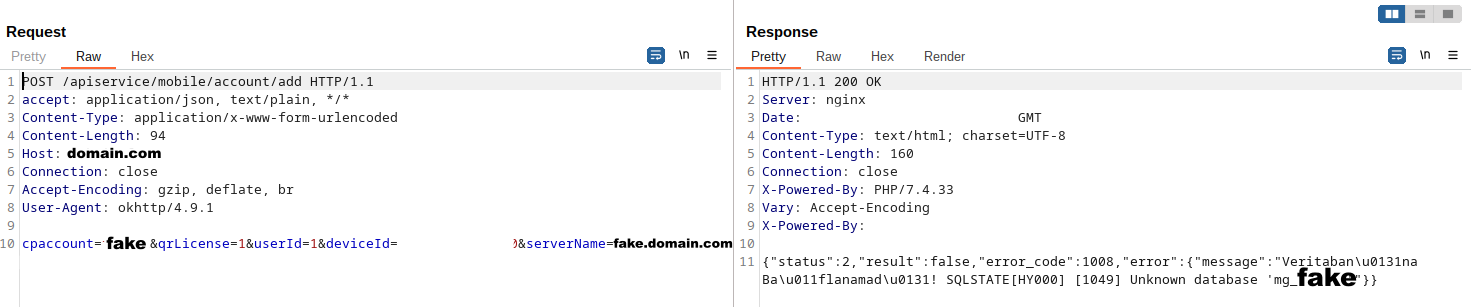 Request
Response
Pretty Raw Hex \n
Pretty Raw Hex Render \n
1 POST /apiservice/mobile/account/add HTTP/1.1
2 accept: application/json, text/plain, */*
3 Content-Type: application/x-www-form-urlencoded
4 Content-Length: 94
5 Host: domain.com
6 Connection: close
7 Accept-Encoding: gzip, deflate, br
8 User-Agent: okhttp/4.9.1
9
10 cpaccount=fake&qrLicense=1&userId=1&deviceId= &serverName=fake.domain.com
1 HTTP/1.1 200 OK
2 Server: nginx
3 Date: GMT
4 Content-Type: text/html; charset=UTF-8
5 Content-Length: 160
6 Connection: close
7 X-Powered-By: PHP/7.4.33
8 Vary: Accept-Encoding
9 X-Powered-By:
10
11 {"status":2,"result":false,"error_code":1008,"error":{"message":"Veritaban\u0131na
Ba\u011flanamad\u0131! SQLSTATE[HY000] [1049] Unknown database 'mg_fake'"}}